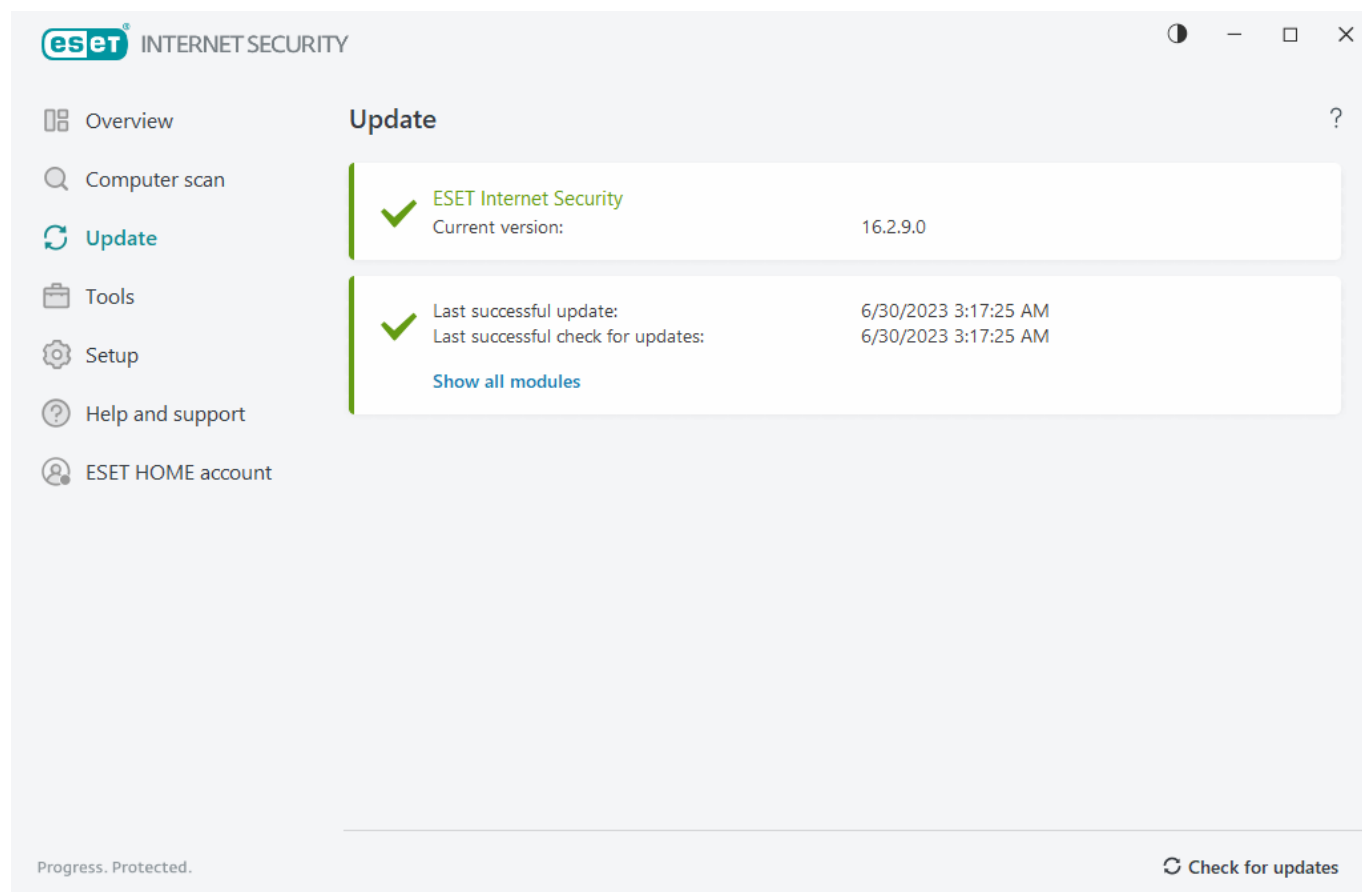 eset® INTERNET SECURITY
Overview
Computer scan
Update
Tools
Setup
Help and support
ESET HOME account
Update
?
ESET Internet Security
Current version: 16.2.9.0
Last successful update: 6/30/2023 3:17:25 AM
Last successful check for updates: 6/30/2023 3:17:25 AM
Show all modules
Progress. Protected.
Check for updates